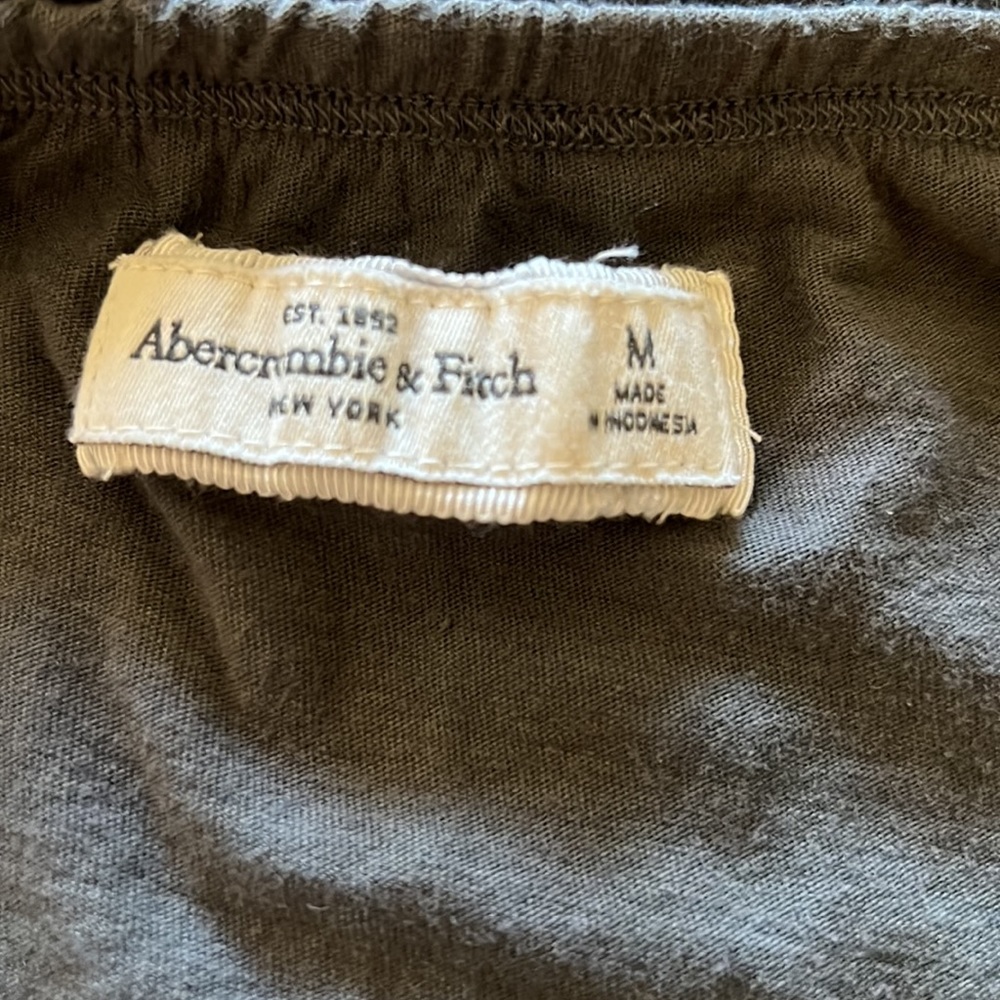 EST. 1892
Abercrombie & Fitch
NEW YORK
M
MADE
IN INDONESIA